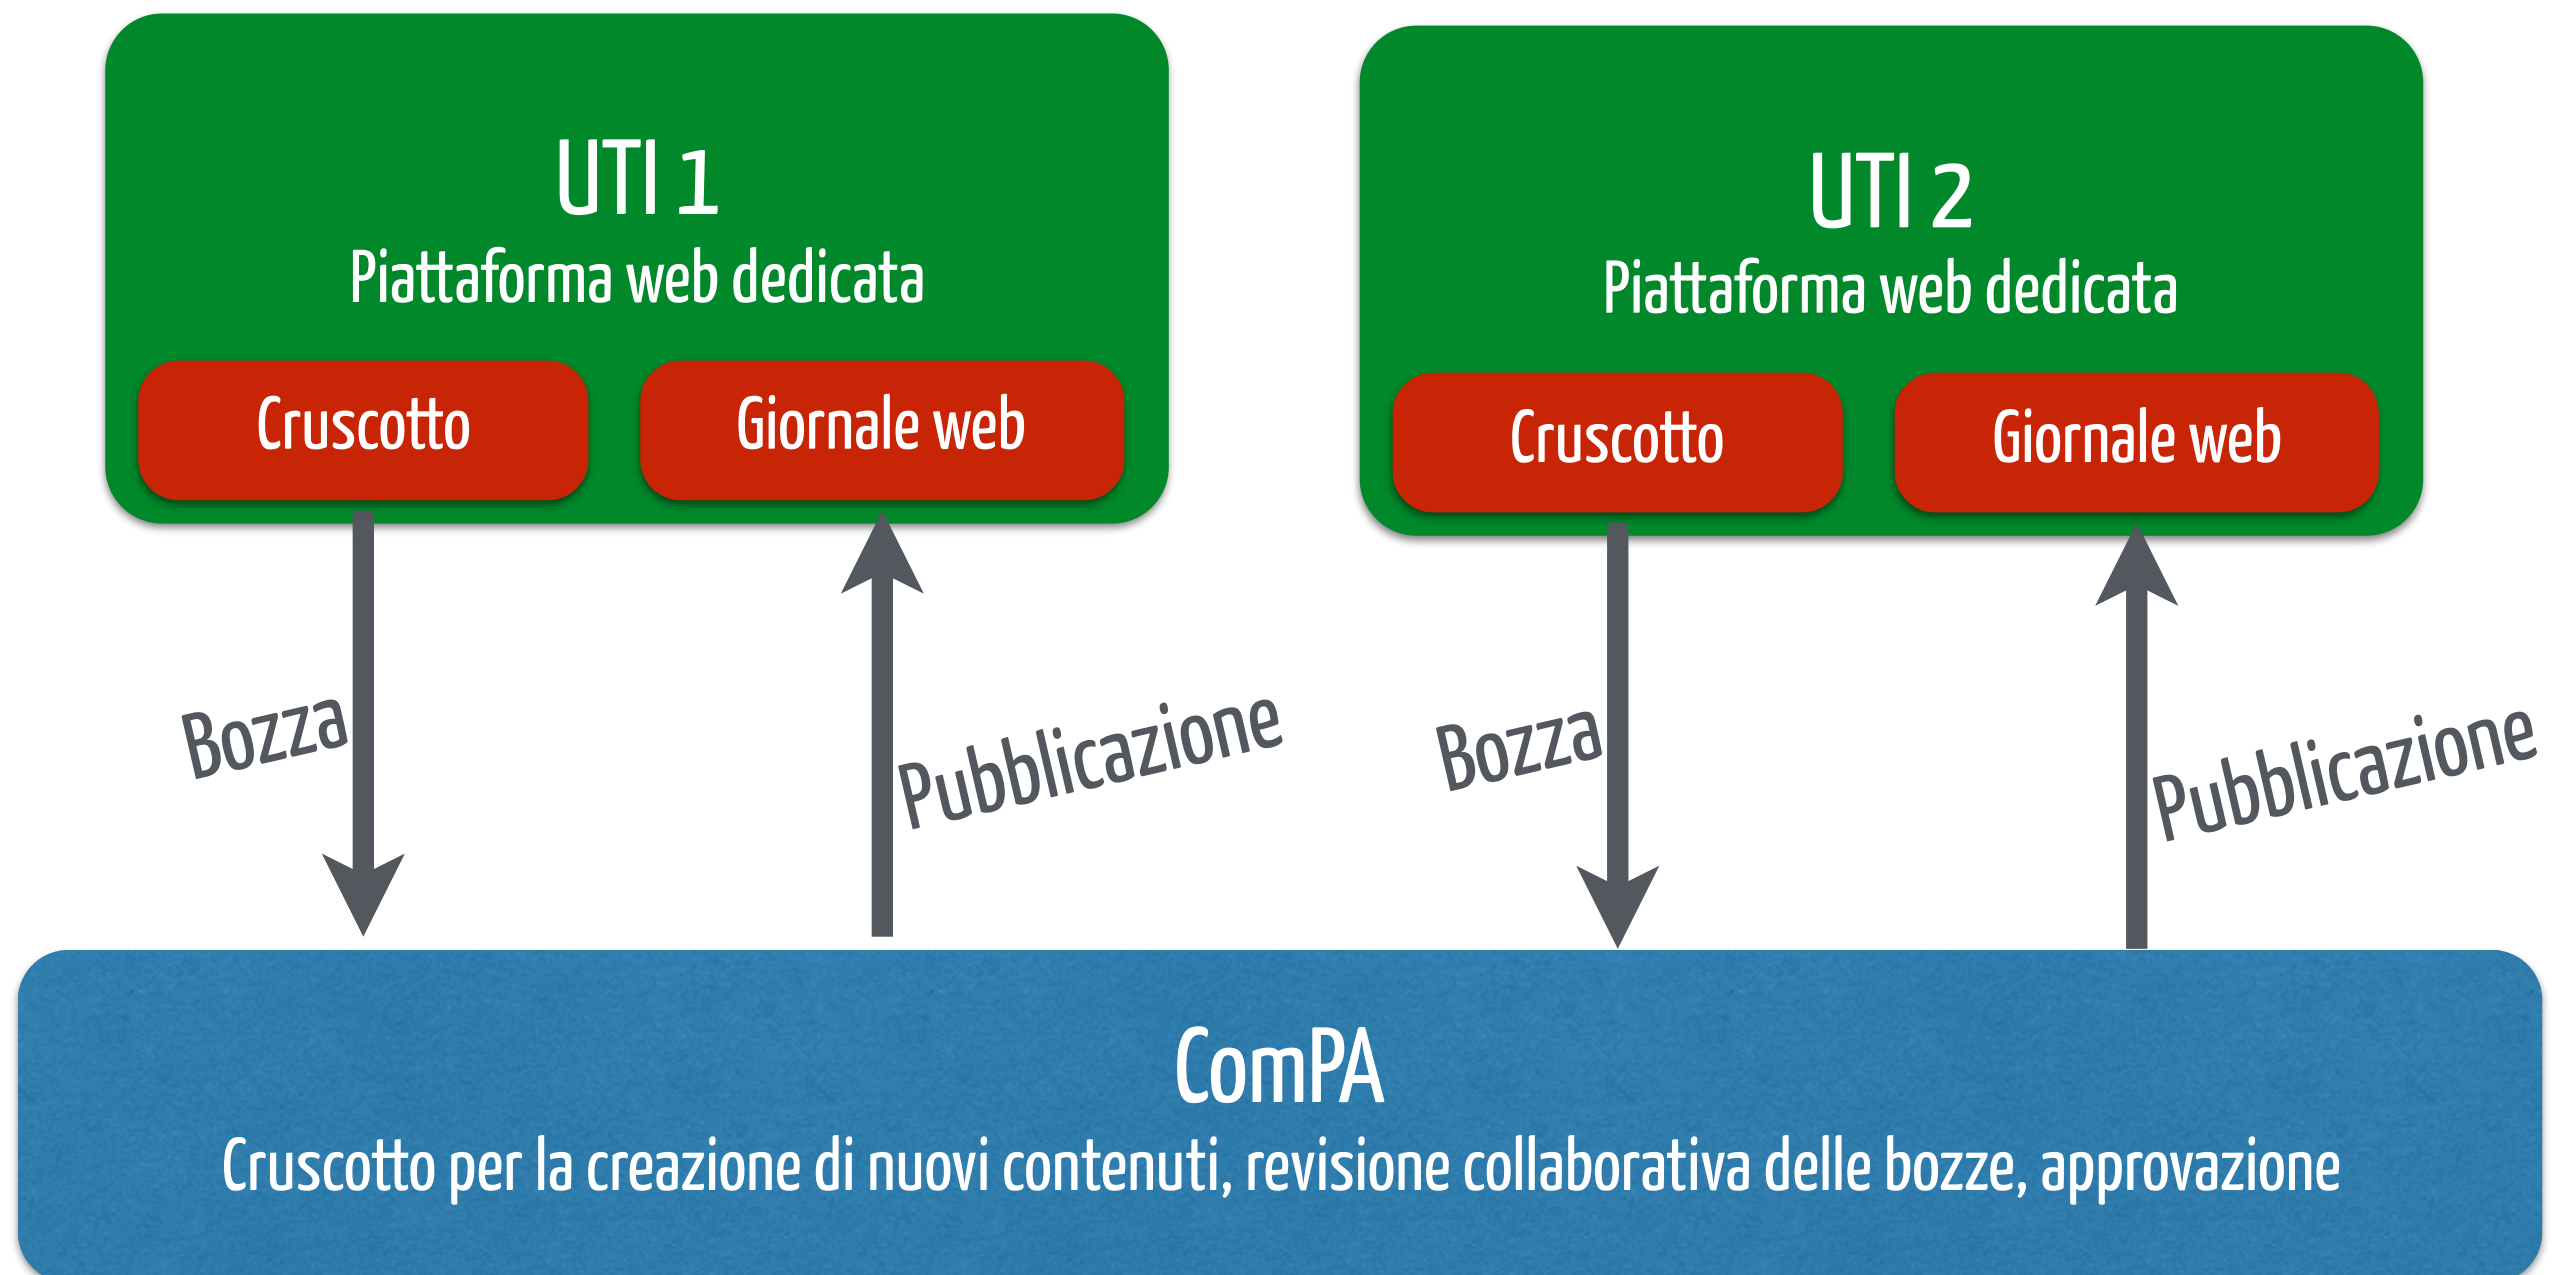 UTI 1
Piattaforma web dedicata
Cruscotto
Giornale web
UTI 2
Piattaforma web dedicata
Cruscotto
Giornale web
Bozza
Pubblicazione
Bozza
Pubblicazione
ComPA
Cruscotto per la creazione di nuovi contenuti, revisione collaborativa delle bozze, approvazione